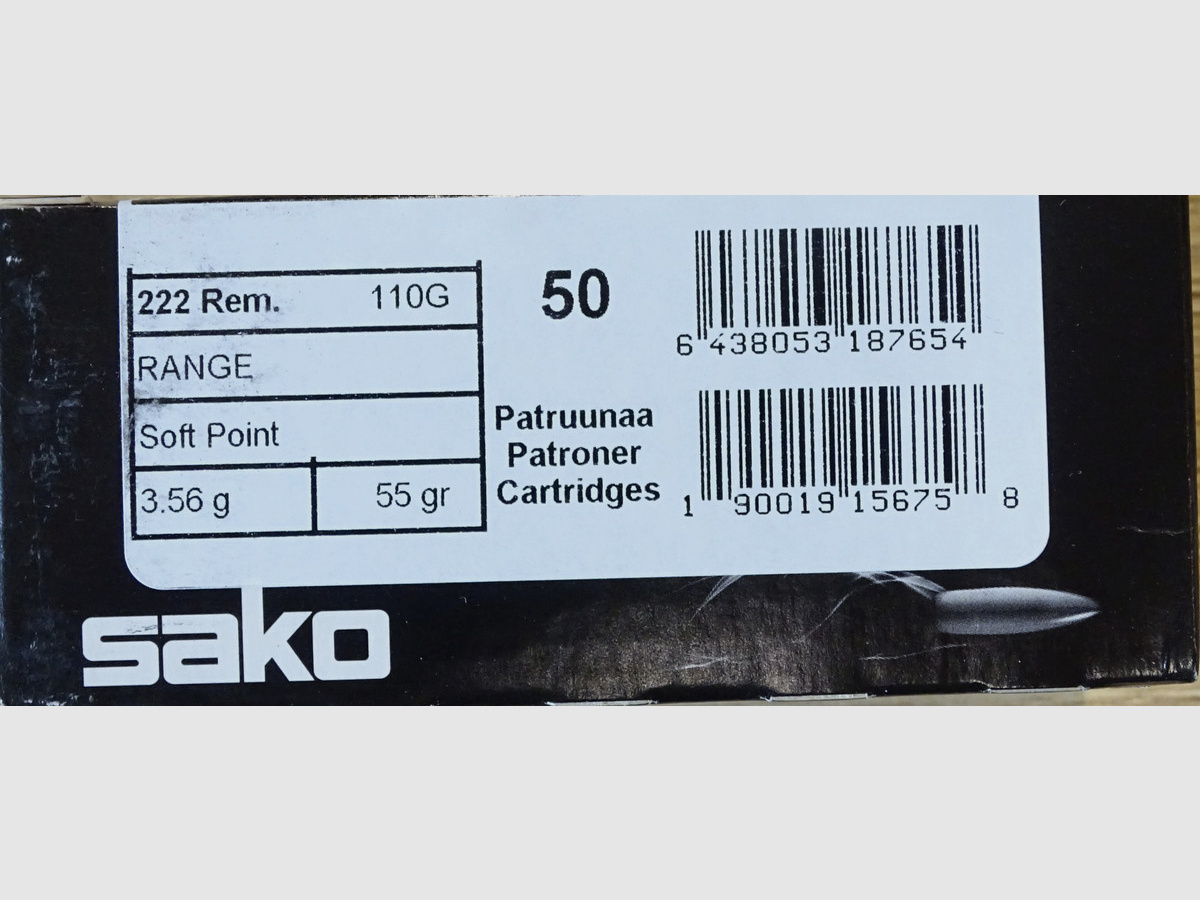 222 Rem. 110G
RANGE
Soft Point
3.56 g 55 gr
50
Patruunaa
Patroner
Cartridges
6 438053 187654
1 90019 15675 8
sako